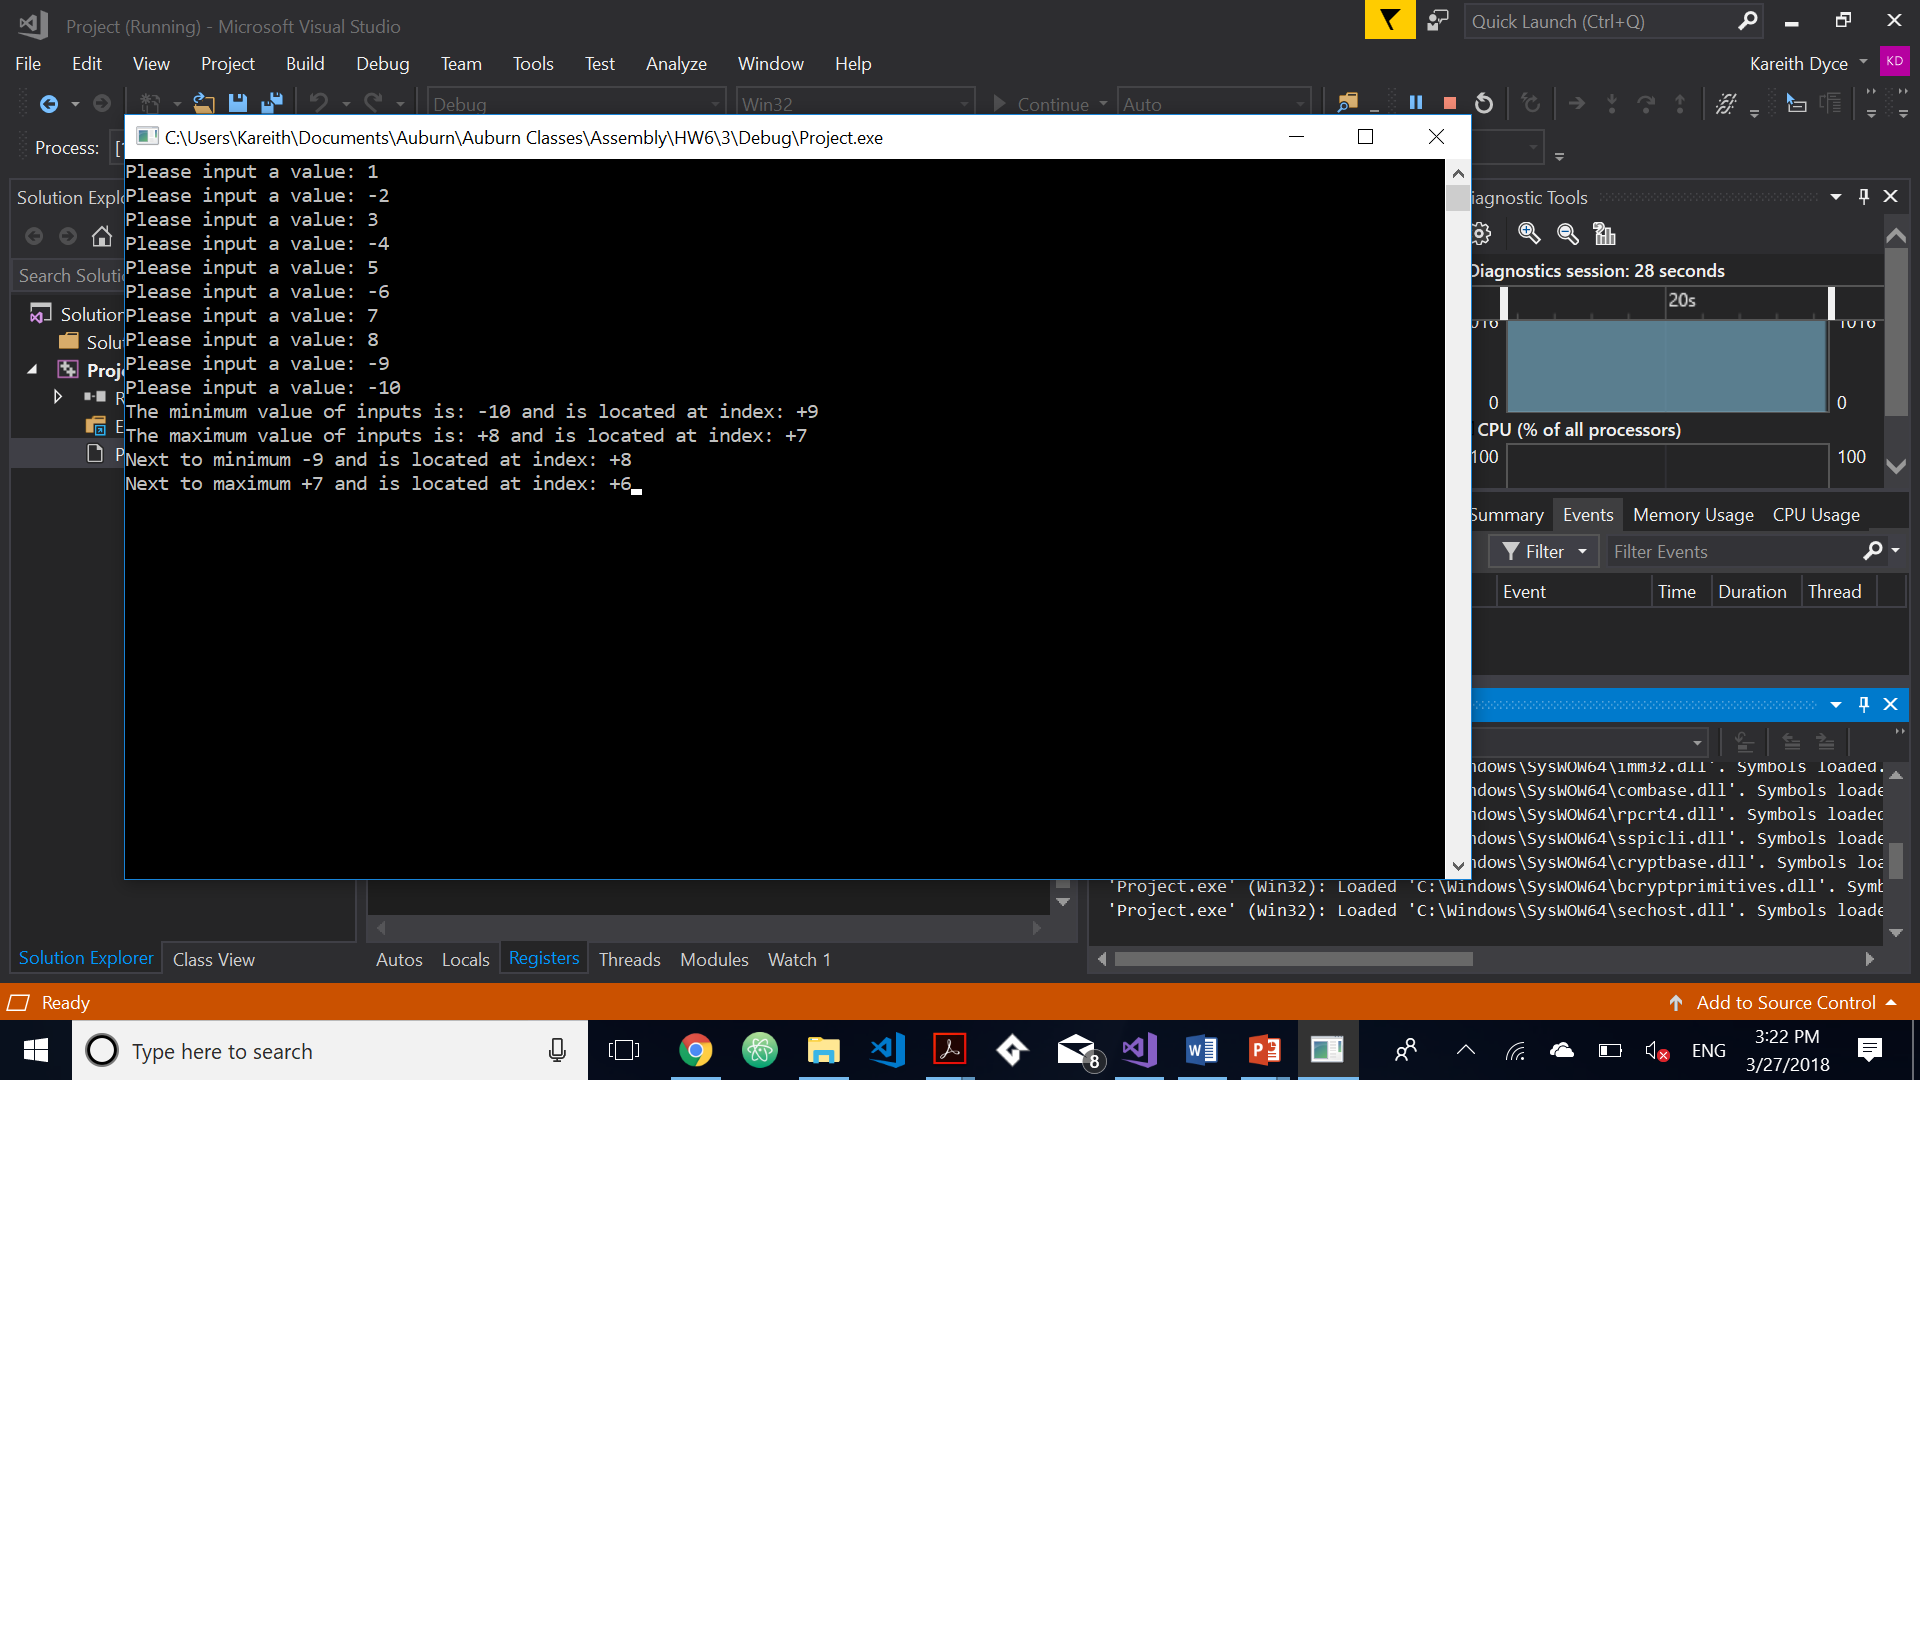 Project (Running) - Microsoft Visual Studio
Quick Launch (Ctrl+Q)
File Edit View Project Build Debug Team Tools Test Analyze Window Help
Kareith Dyce KD
Debug Win32 Continue Auto
Process:
C:\Users\Kareith\Documents\Auburn\Auburn Classes\Assembly\HW6\3\Debug\Project.exe
Please input a value: 1
Please input a value: -2
Please input a value: 3
Please input a value: -4
Please input a value: 5
Please input a value: -6
Please input a value: 7
Please input a value: 8
Please input a value: -9
Please input a value: -10
The minimum value of inputs is: -10 and is located at index: +9
The maximum value of inputs is: +8 and is located at index: +7
Next to minimum -9 and is located at index: +8
Next to maximum +7 and is located at index: +6
Solution Explo
Search Solutio
Solution
Solu
Proje
iagnostic Tools
Diagnostics session: 28 seconds
20s
1016
0 0
CPU (% of all processors)
100 100
Summary Events Memory Usage CPU Usage
Filter Filter Events
Event Time Duration Thread
ndows\SysWOW64\imm32.dll'. Symbols loaded.
ndows\SysWOW64\combase.dll'. Symbols loade
ndows\SysWOW64\rpcrt4.dll'. Symbols loaded
ndows\SysWOW64\sspicli.dll'. Symbols loade
ndows\SysWOW64\cryptbase.dll'. Symbols loa
'Project.exe' (Win32): Loaded 'C:\Windows\SysWOW64\bcryptprimitives.dll'. Symb
'Project.exe' (Win32): Loaded 'C:\Windows\SysWOW64\sechost.dll'. Symbols loade
Solution Explorer Class View
Autos Locals Registers Threads Modules Watch 1
Ready
Add to Source Control
Type here to search
8
ENG
3:22 PM
3/27/2018